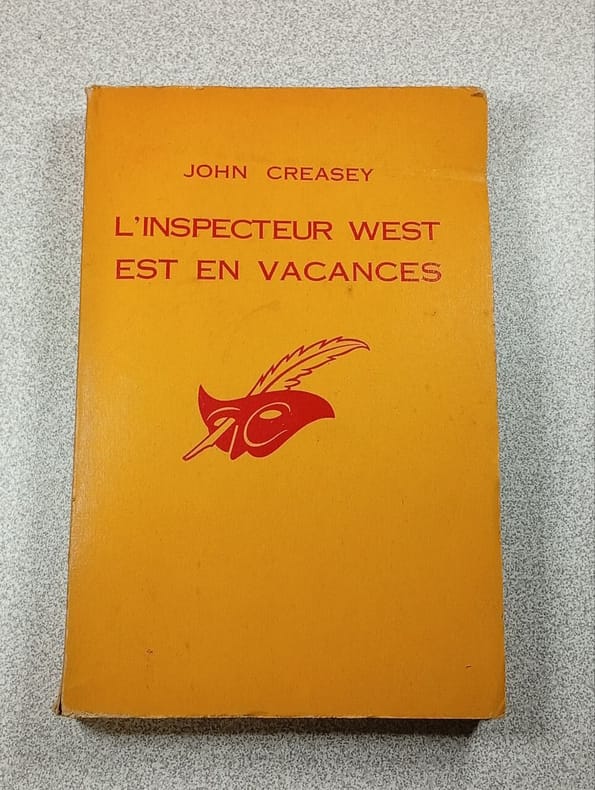 JOHN CREASEY
L'INSPECTEUR WEST
EST EN VACANCES